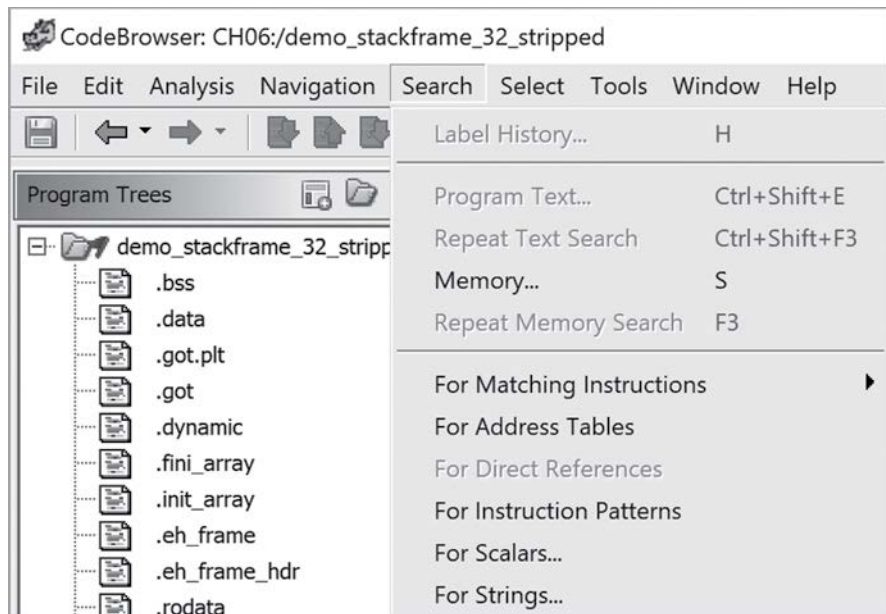 CodeBrowser: CH06:/demo_stackframe_32_stripped
File Edit Analysis Navigation Search Select Tools Window Help
Label History... H
Program Trees
Program Text... Ctrl+Shift+E
demo_stackframe_32_stripp
Repeat Text Search Ctrl+Shift+F3
.bss
Memory... S
.data
Repeat Memory Search F3
.got.plt
.got
For Matching Instructions
.dynamic
For Address Tables
.fini_array
For Direct References
.init_array
For Instruction Patterns
.eh_frame
For Scalars...
.eh_frame_hdr
For Strings...
.rodata